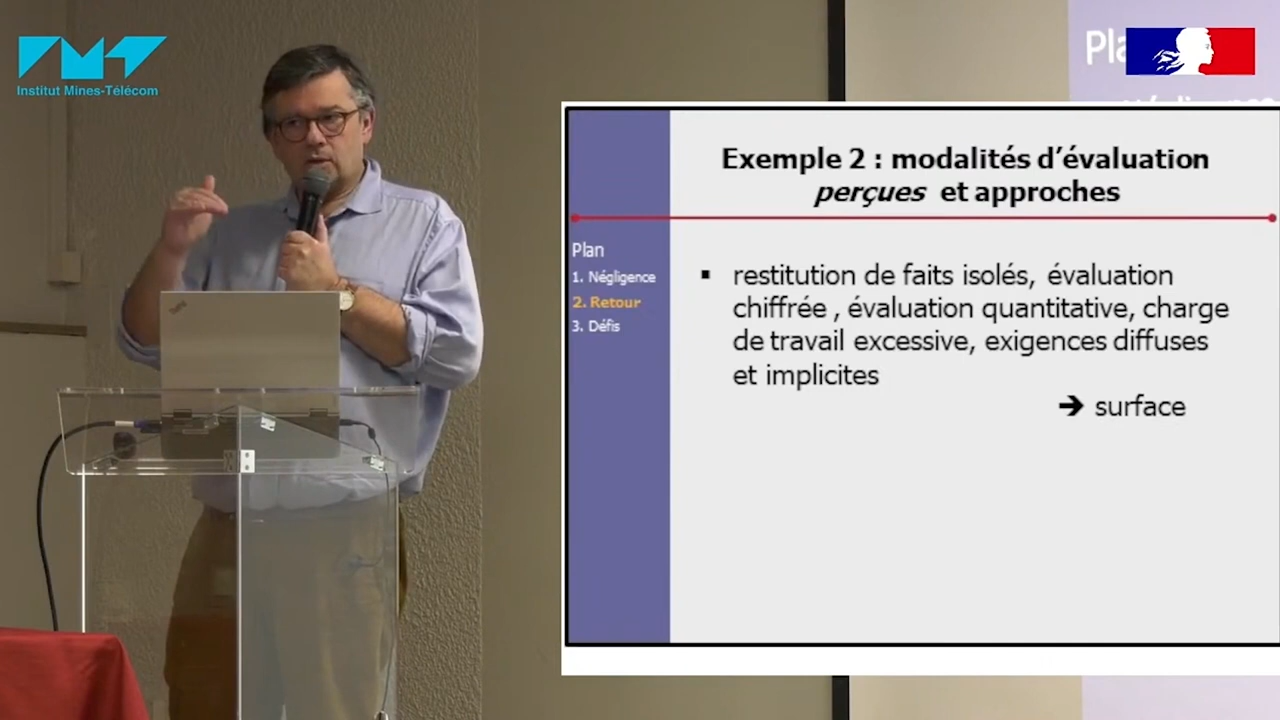 Institut Mines-Télécom
Pla
Exemple 2 : modalités d'évaluation
perçues et approches
Plan
1. Négligence
2. Retour
3. Défis
▪ restitution de faits isolés, évaluation
chiffrée , évaluation quantitative, charge
de travail excessive, exigences diffuses
et implicites
➔ surface